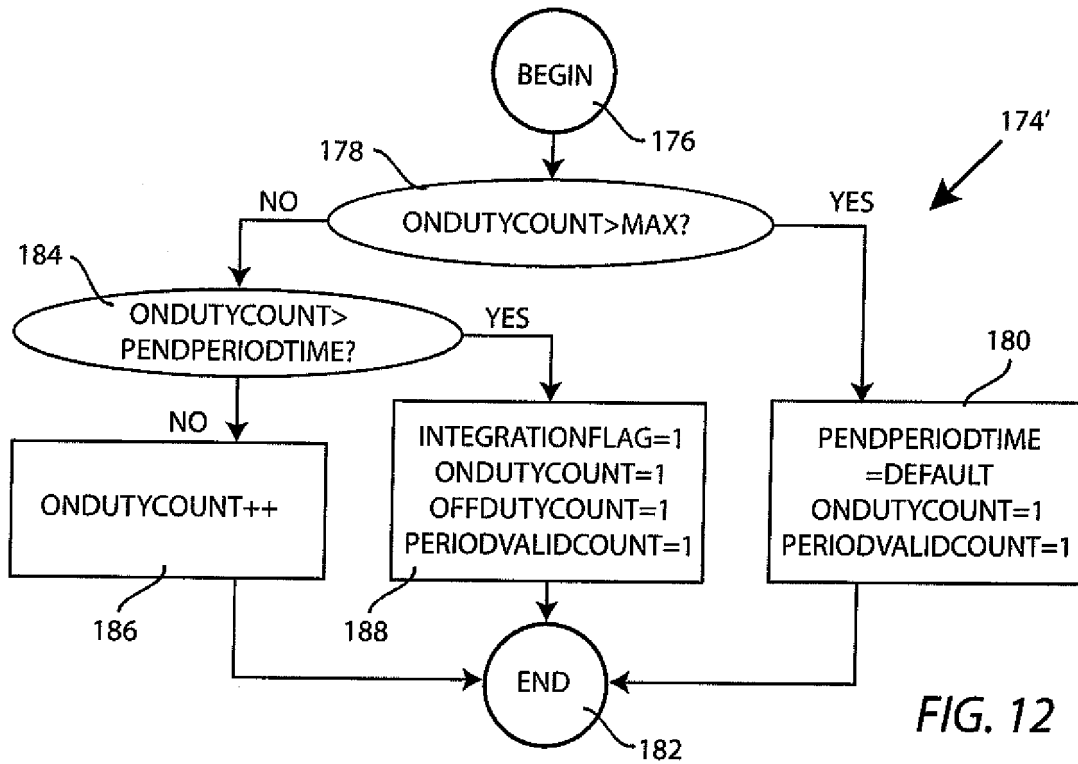 BEGIN
176
174'
178
NO
ONDUTYCOUNT>MAX?
YES
184
ONDUTYCOUNT>
PENDPERIODTIME?
YES
180
NO
ONDUTYCOUNT++
INTEGRATIONFLAG=1
ONDUTYCOUNT=1
OFFDUTYCOUNT=1
PERIODVALIDCOUNT=1
PENDPERIODTIME
=DEFAULT
ONDUTYCOUNT=1
PERIODVALIDCOUNT=1
186
188
END
182
FIG. 12